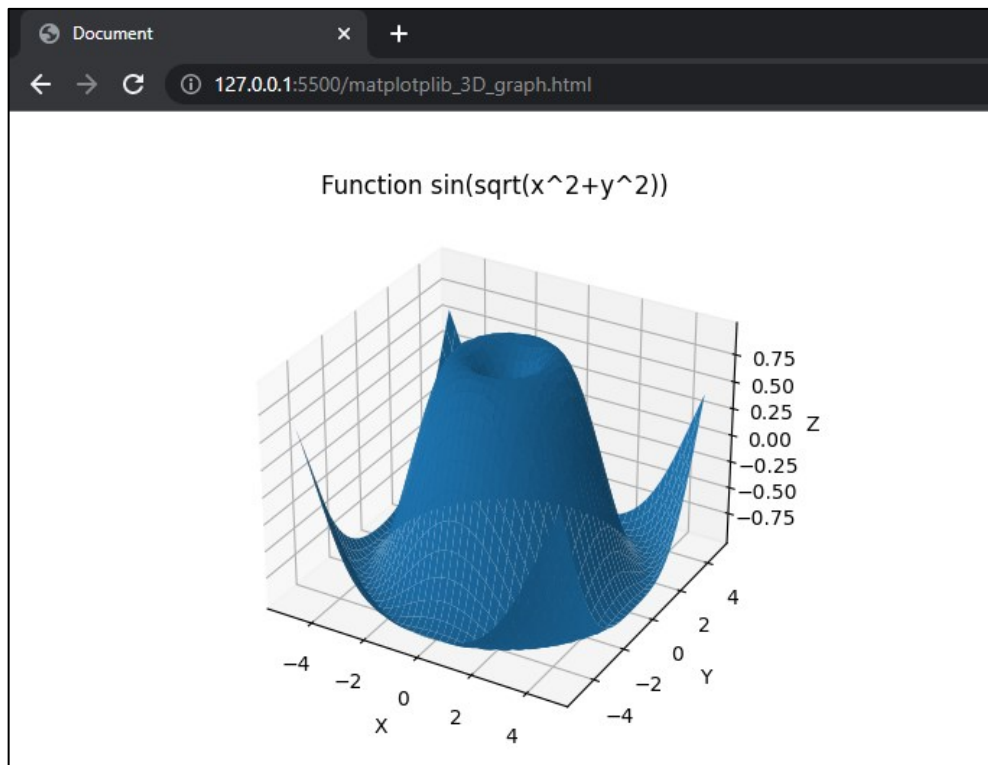 Document
127.0.0.1:5500/matplotplib_3D_graph.html
Function sin(sqrt(x^2+y^2))
0.75
0.50
0.25
0.00
−0.25
−0.50
−0.75
Z
−4
−2
0
2
4
X
−4
−2
0
2
4
Y